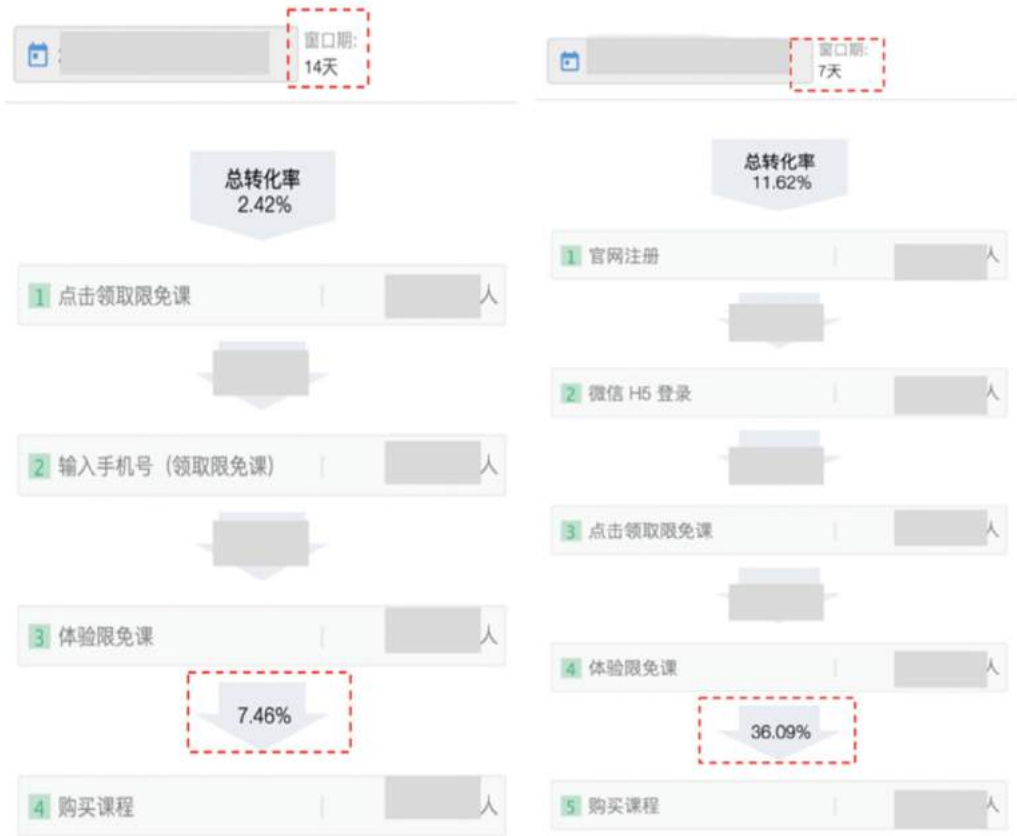 窗口期:
14天
总转化率
2.42%
1 点击领取限免课 人
2 输入手机号（领取限免课） 人
3 体验限免课 人
7.46%
4 购买课程 人
窗口期:
7天
总转化率
11.62%
1 官网注册 人
2 微信 H5 登录 人
3 点击领取限免课 人
4 体验限免课 人
36.09%
5 购买课程 人